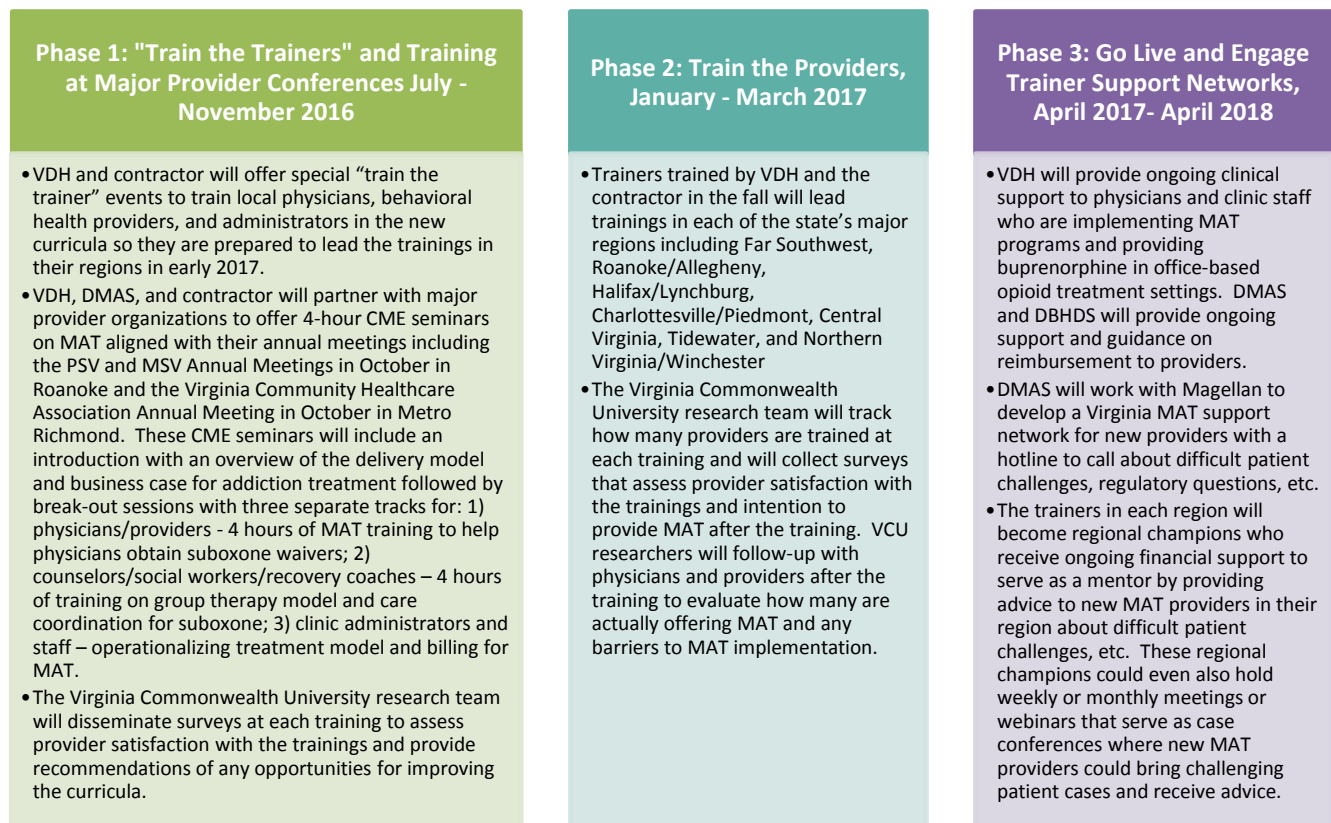 Phase 1: "Train the Trainers" and Training
at Major Provider Conferences July -
November 2016
•VDH and contractor will offer special “train the
trainer” events to train local physicians, behavioral
health providers, and administrators in the new
curricula so they are prepared to lead the trainings in
their regions in early 2017.
•VDH, DMAS, and contractor will partner with major
provider organizations to offer 4-hour CME seminars
on MAT aligned with their annual meetings including
the PSV and MSV Annual Meetings in October in
Roanoke and the Virginia Community Healthcare
Association Annual Meeting in October in Metro
Richmond.  These CME seminars will include an
introduction with an overview of the delivery model
and business case for addiction treatment followed by
break-out sessions with three separate tracks for: 1)
physicians/providers - 4 hours of MAT training to help
physicians obtain suboxone waivers; 2)
counselors/social workers/recovery coaches – 4 hours
of training on group therapy model and care
coordination for suboxone; 3) clinic administrators and
staff – operationalizing treatment model and billing for
MAT.
•The Virginia Commonwealth University research team
will disseminate surveys at each training to assess
provider satisfaction with the trainings and provide
recommendations of any opportunities for improving
the curricula.
Phase 2: Train the Providers,
January - March 2017
•Trainers trained by VDH and the
contractor in the fall will lead
trainings in each of the state’s major
regions including Far Southwest,
Roanoke/Allegheny,
Halifax/Lynchburg,
Charlottesville/Piedmont, Central
Virginia, Tidewater, and Northern
Virginia/Winchester
•The Virginia Commonwealth
University research team will track
how many providers are trained at
each training and will collect surveys
that assess provider satisfaction with
the trainings and intention to
provide MAT after the training.  VCU
researchers will follow-up with
physicians and providers after the
training to evaluate how many are
actually offering MAT and any
barriers to MAT implementation.
Phase 3: Go Live and Engage
Trainer Support Networks,
April 2017- April 2018
•VDH will provide ongoing clinical
support to physicians and clinic staff
who are implementing MAT
programs and providing
buprenorphine in office-based
opioid treatment settings.  DMAS
and DBHDS will provide ongoing
support and guidance on
reimbursement to providers.
•DMAS will work with Magellan to
develop a Virginia MAT support
network for new providers with a
hotline to call about difficult patient
challenges, regulatory questions, etc.
•The trainers in each region will
become regional champions who
receive ongoing financial support to
serve as a mentor by providing
advice to new MAT providers in their
region about difficult patient
challenges, etc.  These regional
champions could even also hold
weekly or monthly meetings or
webinars that serve as case
conferences where new MAT
providers could bring challenging
patient cases and receive advice.